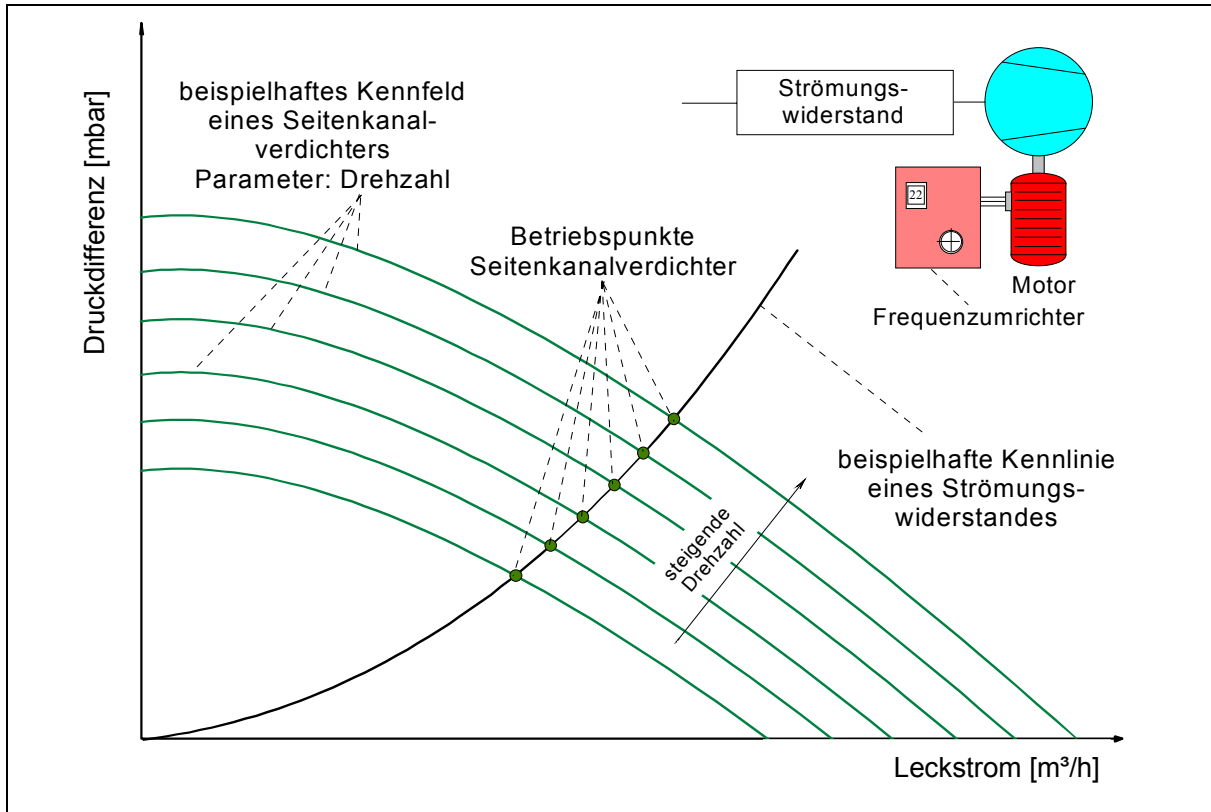 Druckdifferenz [mbar]
beispielhaftes Kennfeld
eines Seitenkanal-
verdichters
Parameter: Drehzahl
Betriebspunkte
Seitenkanalverdichter
Strömungs-
widerstand
22
Motor
Frequenzumrichter
beispielhafte Kennlinie
eines Strömungs-
widerstandes
steigende
Drehzahl
Leckstrom [m³/h]